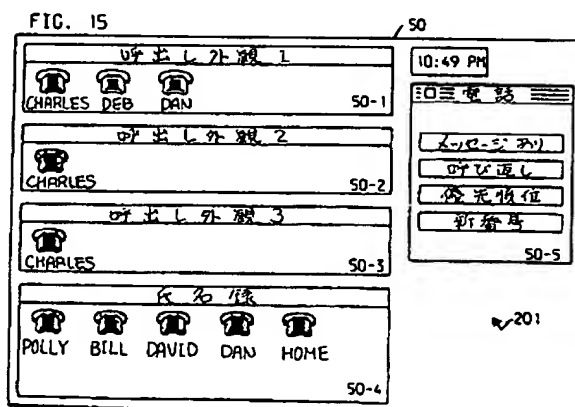 FIG. 15
50
呼出し外観 1
CHARLES DEB DAN
50-1
呼出し外観 2
CHARLES
50-2
呼出し外観 3
CHARLES
50-3
氏名録
POLLY BILL DAVID DAN HOME
50-4
10:49 PM
電話
メッセージあり
呼び返し
優先順位
新番号
50-5
201